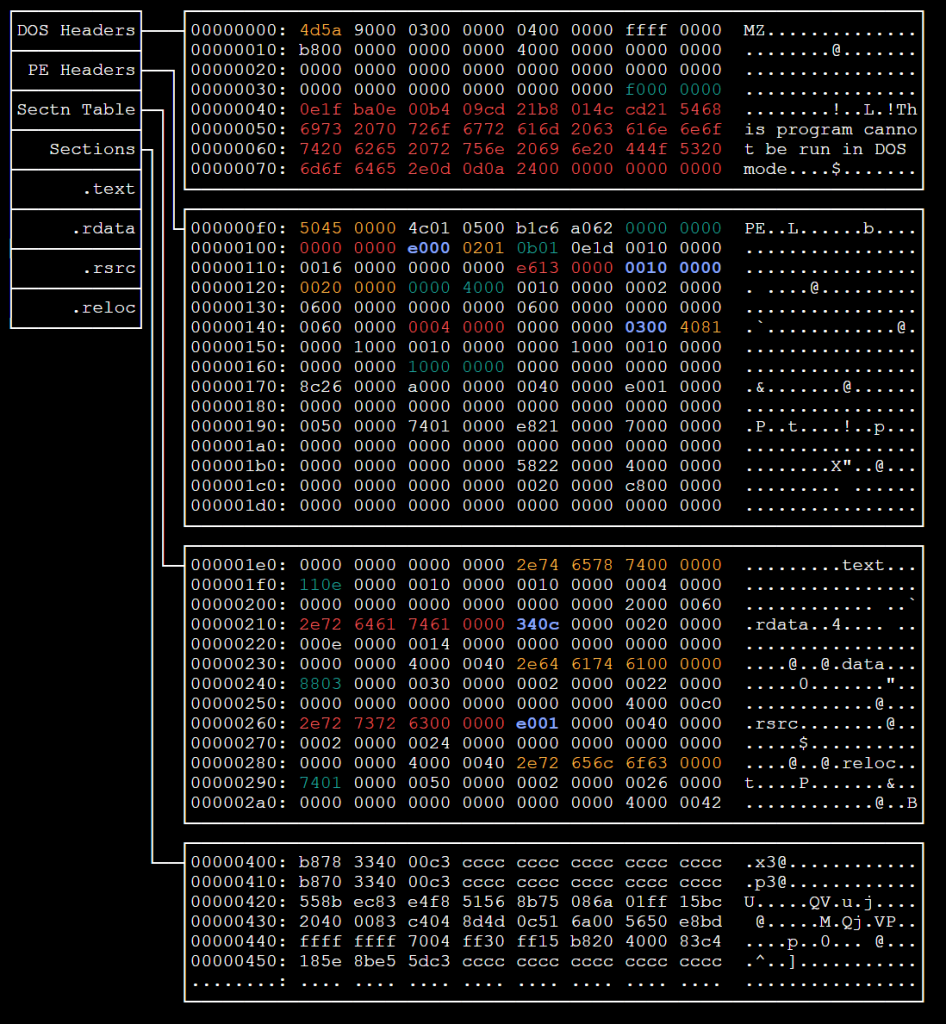 DOS Headers
PE Headers
Sectn Table
Sections
.text
.rdata
.rsrc
.reloc
00000000: 4d5a 9000 0300 0000 0400 0000 ffff 0000 MZ..............
00000010: b800 0000 0000 0000 4000 0000 0000 0000 ........@.......
00000020: 0000 0000 0000 0000 0000 0000 0000 0000 ................
00000030: 0000 0000 0000 0000 0000 0000 f000 0000 ................
00000040: 0e1f ba0e 00b4 09cd 21b8 014c cd21 5468 ........!..L.!Th
00000050: 6973 2070 726f 6772 616d 2063 616e 6e6f is program canno
00000060: 7420 6265 2072 756e 2069 6e20 444f 5320 t be run in DOS
00000070: 6d6f 6465 2e0d 0d0a 2400 0000 0000 0000 mode....$.......
000000f0: 5045 0000 4c01 0500 b1c6 a062 0000 0000 PE..L......b....
00000100: 0000 0000 e000 0201 0b01 0e1d 0010 0000 ................
00000110: 0016 0000 0000 0000 e613 0000 0010 0000 ................
00000120: 0020 0000 0000 4000 0010 0000 0002 0000 . ....@.........
00000130: 0600 0000 0000 0000 0600 0000 0000 0000 ................
00000140: 0060 0000 0004 0000 0000 0000 0300 4081 .`............@.
00000150: 0000 1000 0010 0000 0000 1000 0010 0000 ................
00000160: 0000 0000 1000 0000 0000 0000 0000 0000 ................
00000170: 8c26 0000 a000 0000 0040 0000 e001 0000 .&.......@......
00000180: 0000 0000 0000 0000 0000 0000 0000 0000 ................
00000190: 0050 0000 7401 0000 e821 0000 7000 0000 .P..t....!..p...
000001a0: 0000 0000 0000 0000 0000 0000 0000 0000 ................
000001b0: 0000 0000 0000 0000 5822 0000 4000 0000 ........X"..@...
000001c0: 0000 0000 0000 0000 0020 0000 c800 0000 ......... ......
000001d0: 0000 0000 0000 0000 0000 0000 0000 0000 ................
000001e0: 0000 0000 0000 0000 2e74 6578 7400 0000 .........text...
000001f0: 110e 0000 0010 0000 0010 0000 0004 0000 ................
00000200: 0000 0000 0000 0000 0000 0000 2000 0060 ............ ..`
00000210: 2e72 6461 7461 0000 340c 0000 0020 0000 .rdata..4.... ..
00000220: 000e 0000 0014 0000 0000 0000 0000 0000 ................
00000230: 0000 0000 4000 0040 2e64 6174 6100 0000 ....@..@.data...
00000240: 8803 0000 0030 0000 0002 0000 0022 0000 .....0......."..
00000250: 0000 0000 0000 0000 0000 0000 4000 00c0 ............@...
00000260: 2e72 7372 6300 0000 e001 0000 0040 0000 .rsrc........@..
00000270: 0002 0000 0024 0000 0000 0000 0000 0000 .....$..........
00000280: 0000 0000 4000 0040 2e72 656c 6f63 0000 ....@..@.reloc..
00000290: 7401 0000 0050 0000 0002 0000 0026 0000 t....P.......&..
000002a0: 0000 0000 0000 0000 0000 0000 4000 0042 ............@..B
00000400: b878 3340 00c3 cccc cccc cccc cccc cccc .x3@............
00000410: b870 3340 00c3 cccc cccc cccc cccc cccc .p3@............
00000420: 558b ec83 e4f8 5156 8b75 086a 01ff 15bc U.....QV.u.j....
00000430: 2040 0083 c404 8d4d 0c51 6a00 5650 e8bd @.....M.Qj.VP..
00000440: ffff ffff 7004 ff30 ff15 b820 4000 83c4 ....p..0... @...
00000450: 185e 8be5 5dc3 cccc cccc cccc cccc cccc .^..]...........
........: .... .... .... .... .... .... .... .... ................